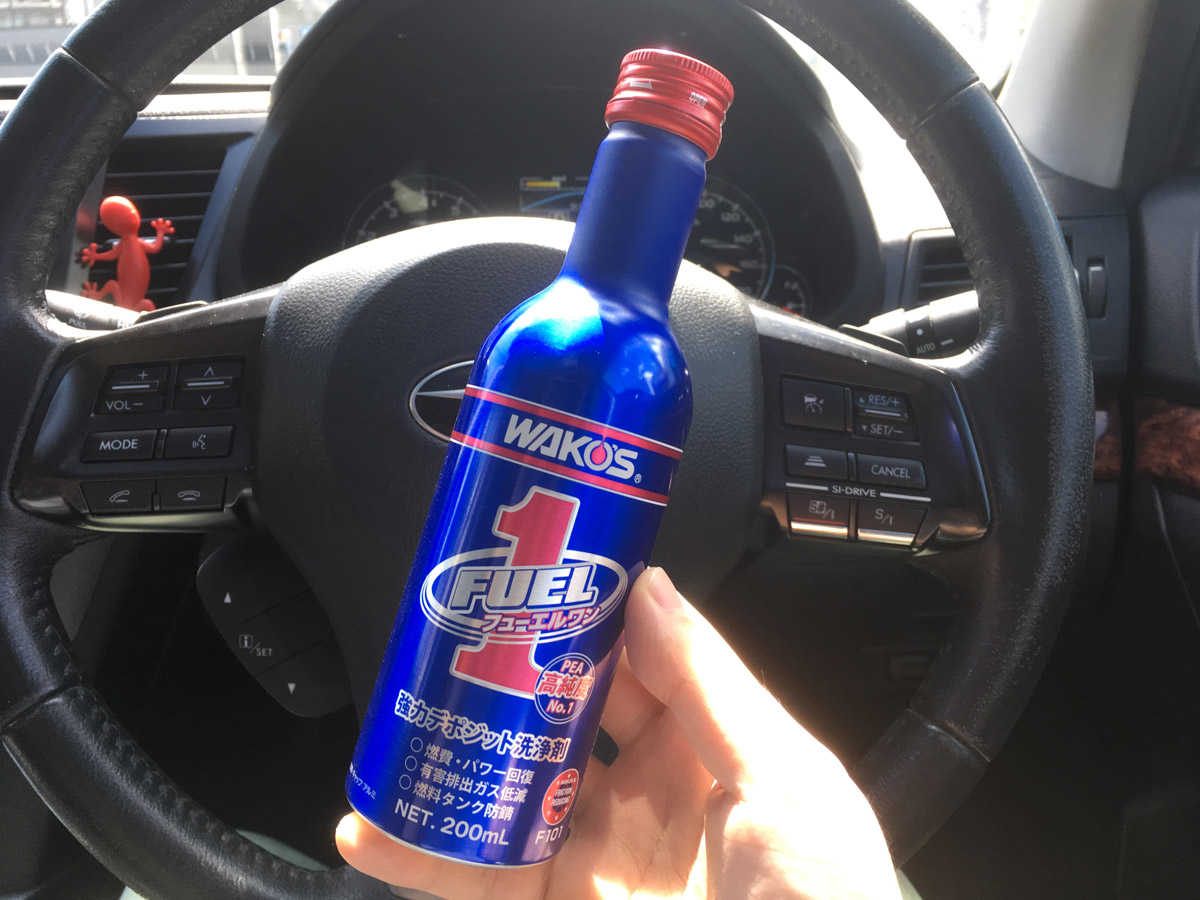 WAKO'S®
1
FUEL
フューエルワン
PEA
高純度
No.1
強力デポジット洗浄剤
○燃費・パワー回復
○有害排出ガス低減
○燃料タンク防錆
NET. 200mL
F101
+
VOL −
MODE
i/SET
RES/+
SET/−
CANCEL
SI-DRIVE
S#/I
S/I
AUTO
100
120
140